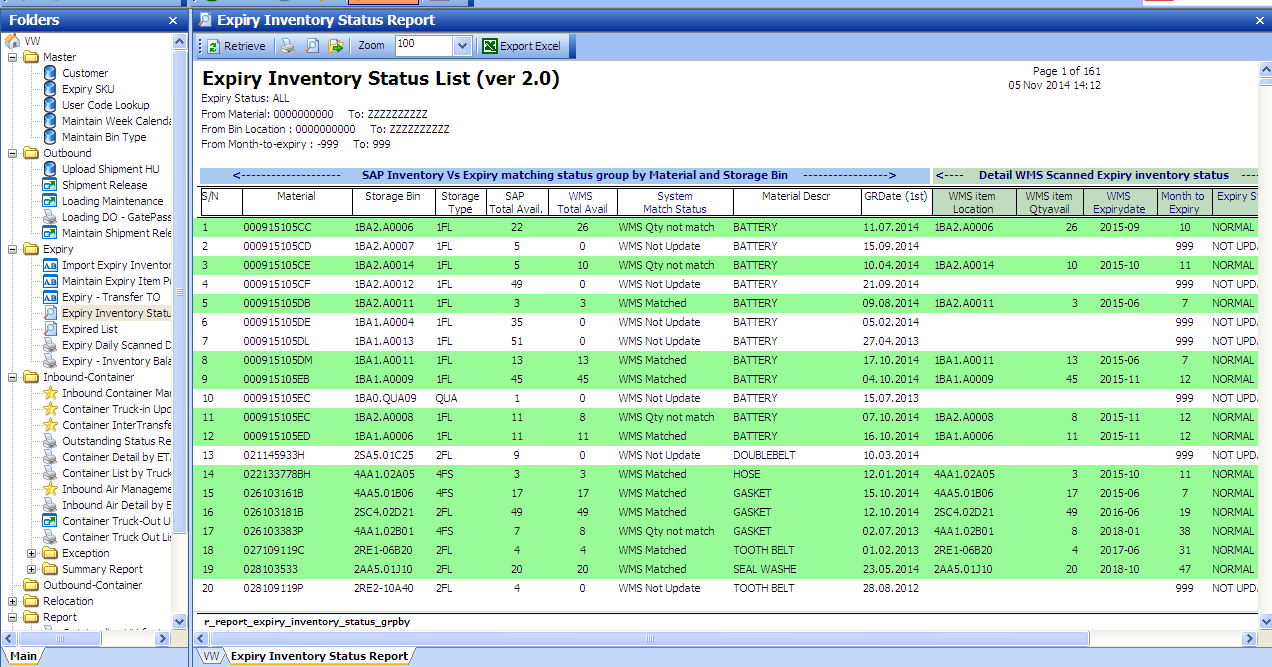 Folders
VW
Master
Customer
Expiry SKU
User Code Lookup
Maintain Week Calenda
Maintain Bin Type
Outbound
Upload Shipment HU
Shipment Release
Loading Maintenance
Loading DO - GatePass
Maintain Shipment Rele
Expiry
Import Expiry Inventor
Maintain Expiry Item P
Expiry - Transfer TO
Expiry Inventory Statu
Expired List
Expiry Daily Scanned D
Expiry - Inventory Bala
Inbound-Container
Inbound Container Mar
Container Truck-in Upd
Container InterTransfe
Outstanding Status Re
Container Detail by ET
Container List by Truck
Inbound Air Manageme
Inbound Air Detail by E
Container Truck-Out U
Container Truck Out Lis
Exception
Summary Report
Outbound-Container
Relocation
Report
Main
Expiry Inventory Status Report
Retrieve Zoom 100 Export Excel
Expiry Inventory Status List (ver 2.0)
Page 1 of 161
05 Nov 2014 14:12
Expiry Status: ALL
From Material: 0000000000 To: ZZZZZZZZZZ
From Bin Location : 0000000000 To: ZZZZZZZZZZ
From Month-to-expiry : -999 To: 999
<-------------------- SAP Inventory Vs Expiry matching status group by Material and Storage Bin ----------------> <---- Detail WMS Scanned Expiry inventory status ----
S/N Material Storage Bin Storage Type SAP Total Avail. WMS Total Avail System Match Status Material Descr GRDate (1st) WMS item Location WMS item Qtyavail WMS Expirydate Month to Expiry Expiry S
1 000915105CC 1BA2.A0006 1FL 22 26 WMS Qty not match BATTERY 11.07.2014 1BA2.A0006 26 2015-09 10 NORMAL
2 000915105CD 1BA2.A0007 1FL 5 0 WMS Not Update BATTERY 15.09.2014 999 NOT UPD
3 000915105CE 1BA2.A0014 1FL 5 10 WMS Qty not match BATTERY 10.04.2014 1BA2.A0014 10 2015-10 11 NORMAL
4 000915105CF 1BA2.A0012 1FL 49 0 WMS Not Update BATTERY 21.09.2014 999 NOT UPD
5 000915105DB 1BA2.A0011 1FL 3 3 WMS Matched BATTERY 09.08.2014 1BA2.A0011 3 2015-06 7 NORMAL
6 000915105DE 1BA1.A0004 1FL 35 0 WMS Not Update BATTERY 05.02.2014 999 NOT UPD
7 000915105DL 1BA1.A0013 1FL 51 0 WMS Not Update BATTERY 27.04.2013 999 NOT UPD
8 000915105DM 1BA1.A0011 1FL 13 13 WMS Matched BATTERY 17.10.2014 1BA1.A0011 13 2015-06 7 NORMAL
9 000915105EB 1BA1.A0009 1FL 45 45 WMS Matched BATTERY 04.10.2014 1BA1.A0009 45 2015-11 12 NORMAL
10 000915105EC 1BA0.QUA09 QUA 1 0 WMS Not Update BATTERY 15.07.2013 999 NOT UPD
11 000915105EC 1BA2.A0008 1FL 11 8 WMS Qty not match BATTERY 07.10.2014 1BA2.A0008 8 2015-11 12 NORMAL
12 000915105ED 1BA1.A0006 1FL 11 11 WMS Matched BATTERY 16.10.2014 1BA1.A0006 11 2015-11 12 NORMAL
13 021145933H 2SA5.01C25 2FL 9 0 WMS Not Update DOUBLEBELT 10.03.2014 999 NOT UPD
14 022133778BH 4AA1.02A05 4FS 3 3 WMS Matched HOSE 12.01.2014 4AA1.02A05 3 2015-10 11 NORMAL
15 026103161B 4AA5.01B06 4FS 17 17 WMS Matched GASKET 15.10.2014 4AA5.01B06 17 2015-06 7 NORMAL
16 026103181B 2SC4.02D21 2FL 49 49 WMS Matched GASKET 12.10.2014 2SC4.02D21 49 2016-06 19 NORMAL
17 026103383P 4AA1.02B01 4FS 7 8 WMS Qty not match GASKET 02.07.2013 4AA1.02B01 8 2018-01 38 NORMAL
18 027109119C 2RE1-06B20 2FL 4 4 WMS Matched TOOTH BELT 01.02.2013 2RE1-06B20 4 2017-06 31 NORMAL
19 028103533 2AA5.01J10 2FL 20 20 WMS Matched SEAL WASHE 23.05.2014 2AA5.01J10 20 2018-10 47 NORMAL
20 028109119P 2RE2-10A40 2FL 4 0 WMS Not Update TOOTH BELT 28.08.2012 999 NOT UPD
r_report_expiry_inventory_status_grpby
VW Expiry Inventory Status Report